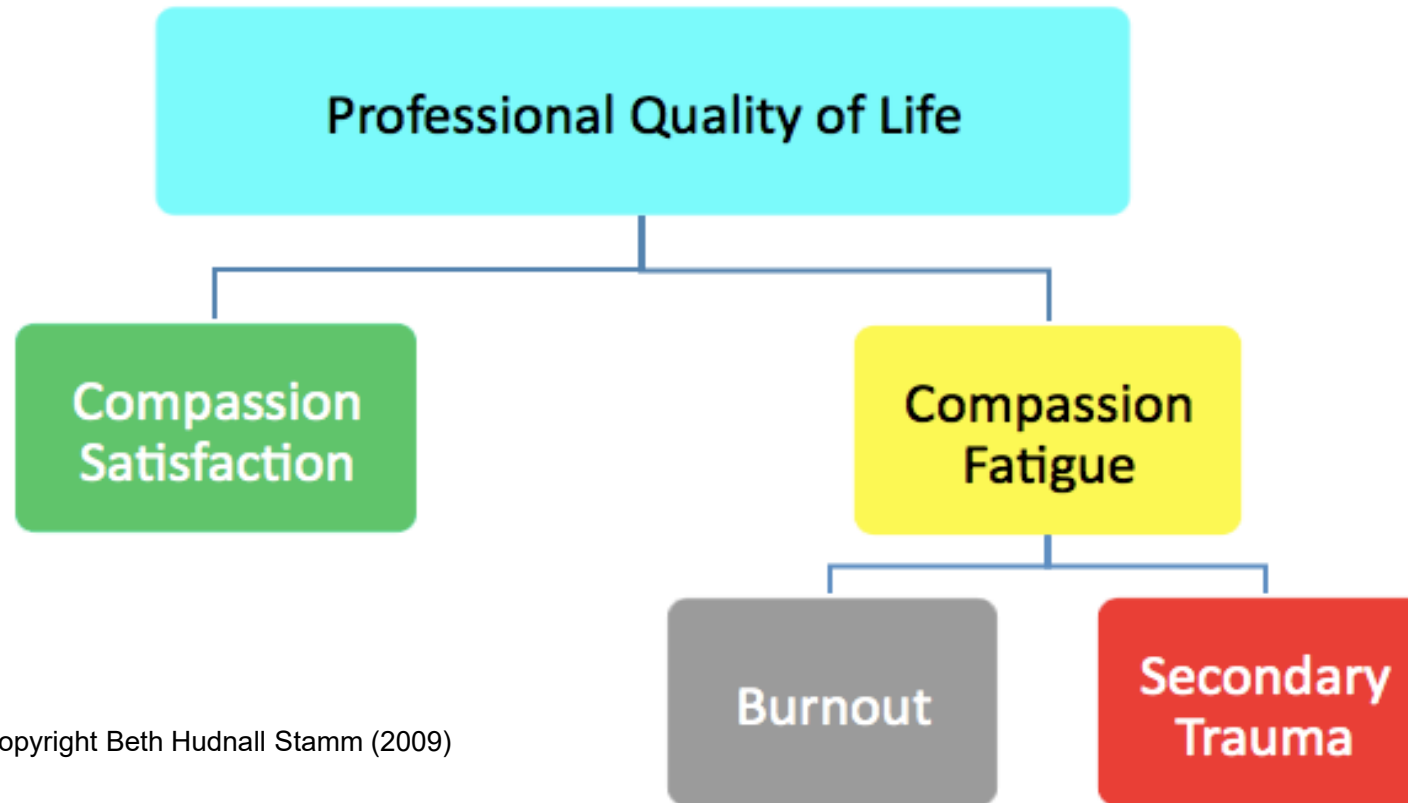 Professional Quality of Life
Compassion
Satisfaction
Compassion
Fatigue
Burnout
Secondary
Trauma
opyright Beth Hudnall Stamm (2009)